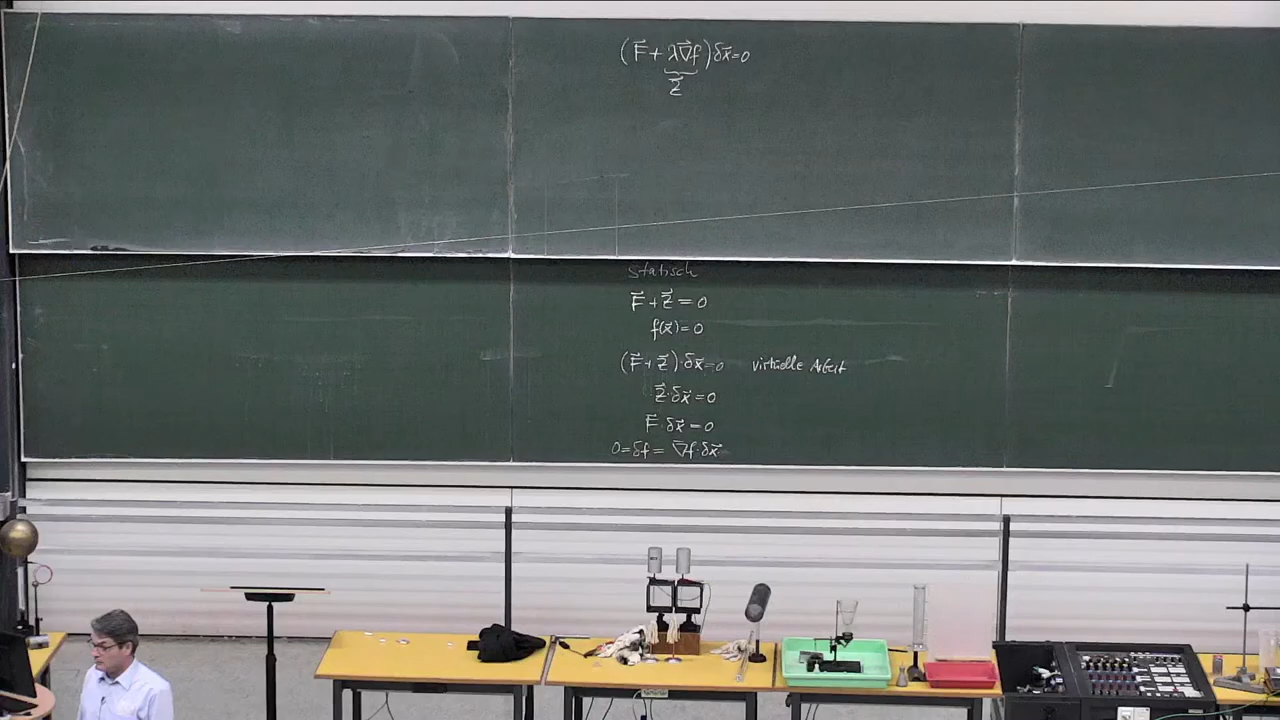 (F⃗ + λ∇⃗f)δx⃗=0
Z⃗
Statisch
F⃗ + Z⃗ = 0
f(x⃗)=0
(F⃗+Z⃗)·δx⃗=0 virtuelle Arbeit
Z⃗·δx⃗=0
F⃗·δx⃗=0
0=δf= ∇⃗f·δx⃗